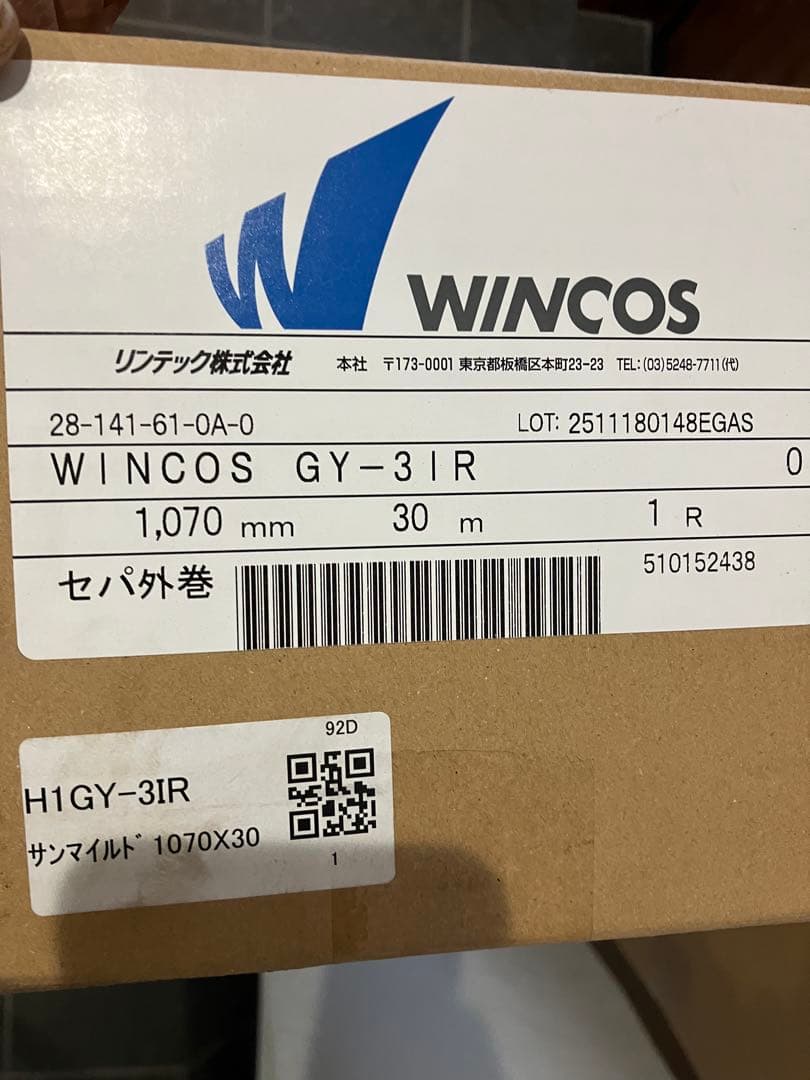 WINCOS
リンテック株式会社 本社 〒173-0001 東京都板橋区本町23-23 TEL:(03)5248-7711(代)
28-141-61-0A-0 LOT: 2511180148EGAS
WINCOS GY-3IR 0
1,070 mm 30 m 1 R
セパ外巻 510152438
92D
H1GY-3IR
サンマイルド 1070X30
1